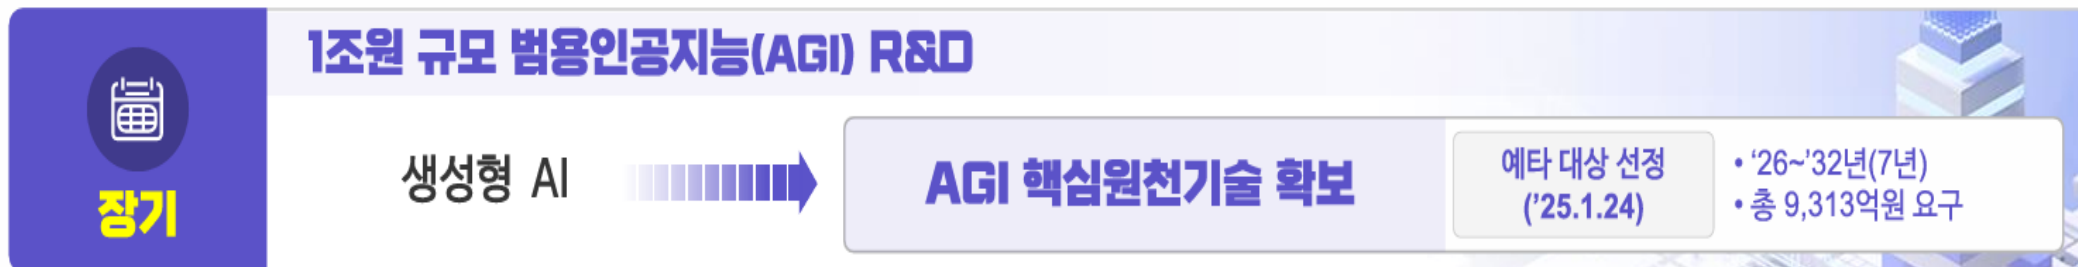 장기
1조원 규모 범용인공지능(AGI) R&D
생성형 AI
AGI 핵심원천기술 확보
예타 대상 선정
(’25.1.24)
• ‘26~’32년(7년)
• 총 9,313억원 요구